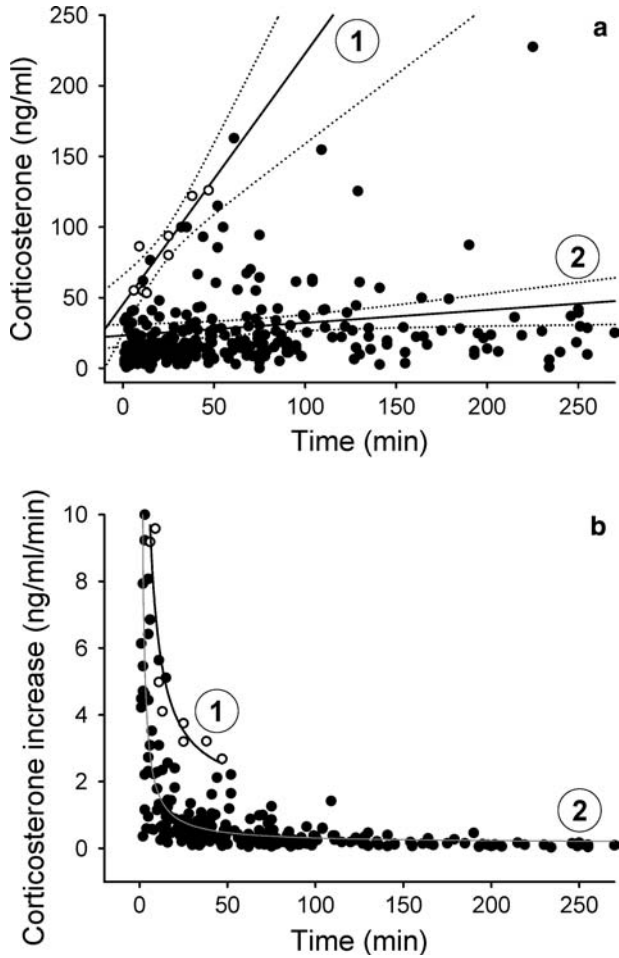 a
1
2
Corticosterone (ng/ml)
250
200
150
100
50
0
0 50 100 150 200 250
Time (min)
b
1
2
Corticosterone increase (ng/ml/min)
10
8
6
4
2
0
0 50 100 150 200 250
Time (min)